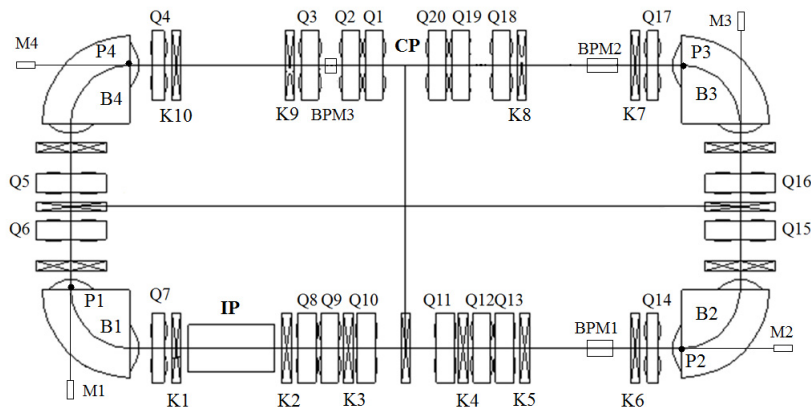 Q4 Q3 Q2 Q1 Q20 Q19 Q18 Q17 M3
M4 P4 CP BPM2 P3
B4 B3
K10 K9 BPM3 K8 K7
Q5 Q16
Q6 Q15
P1 Q7 IP Q8 Q9 Q10 Q11 Q12 Q13 Q14
B1 BPM1 B2 M2
P2
M1 K1 K2 K3 K4 K5 K6